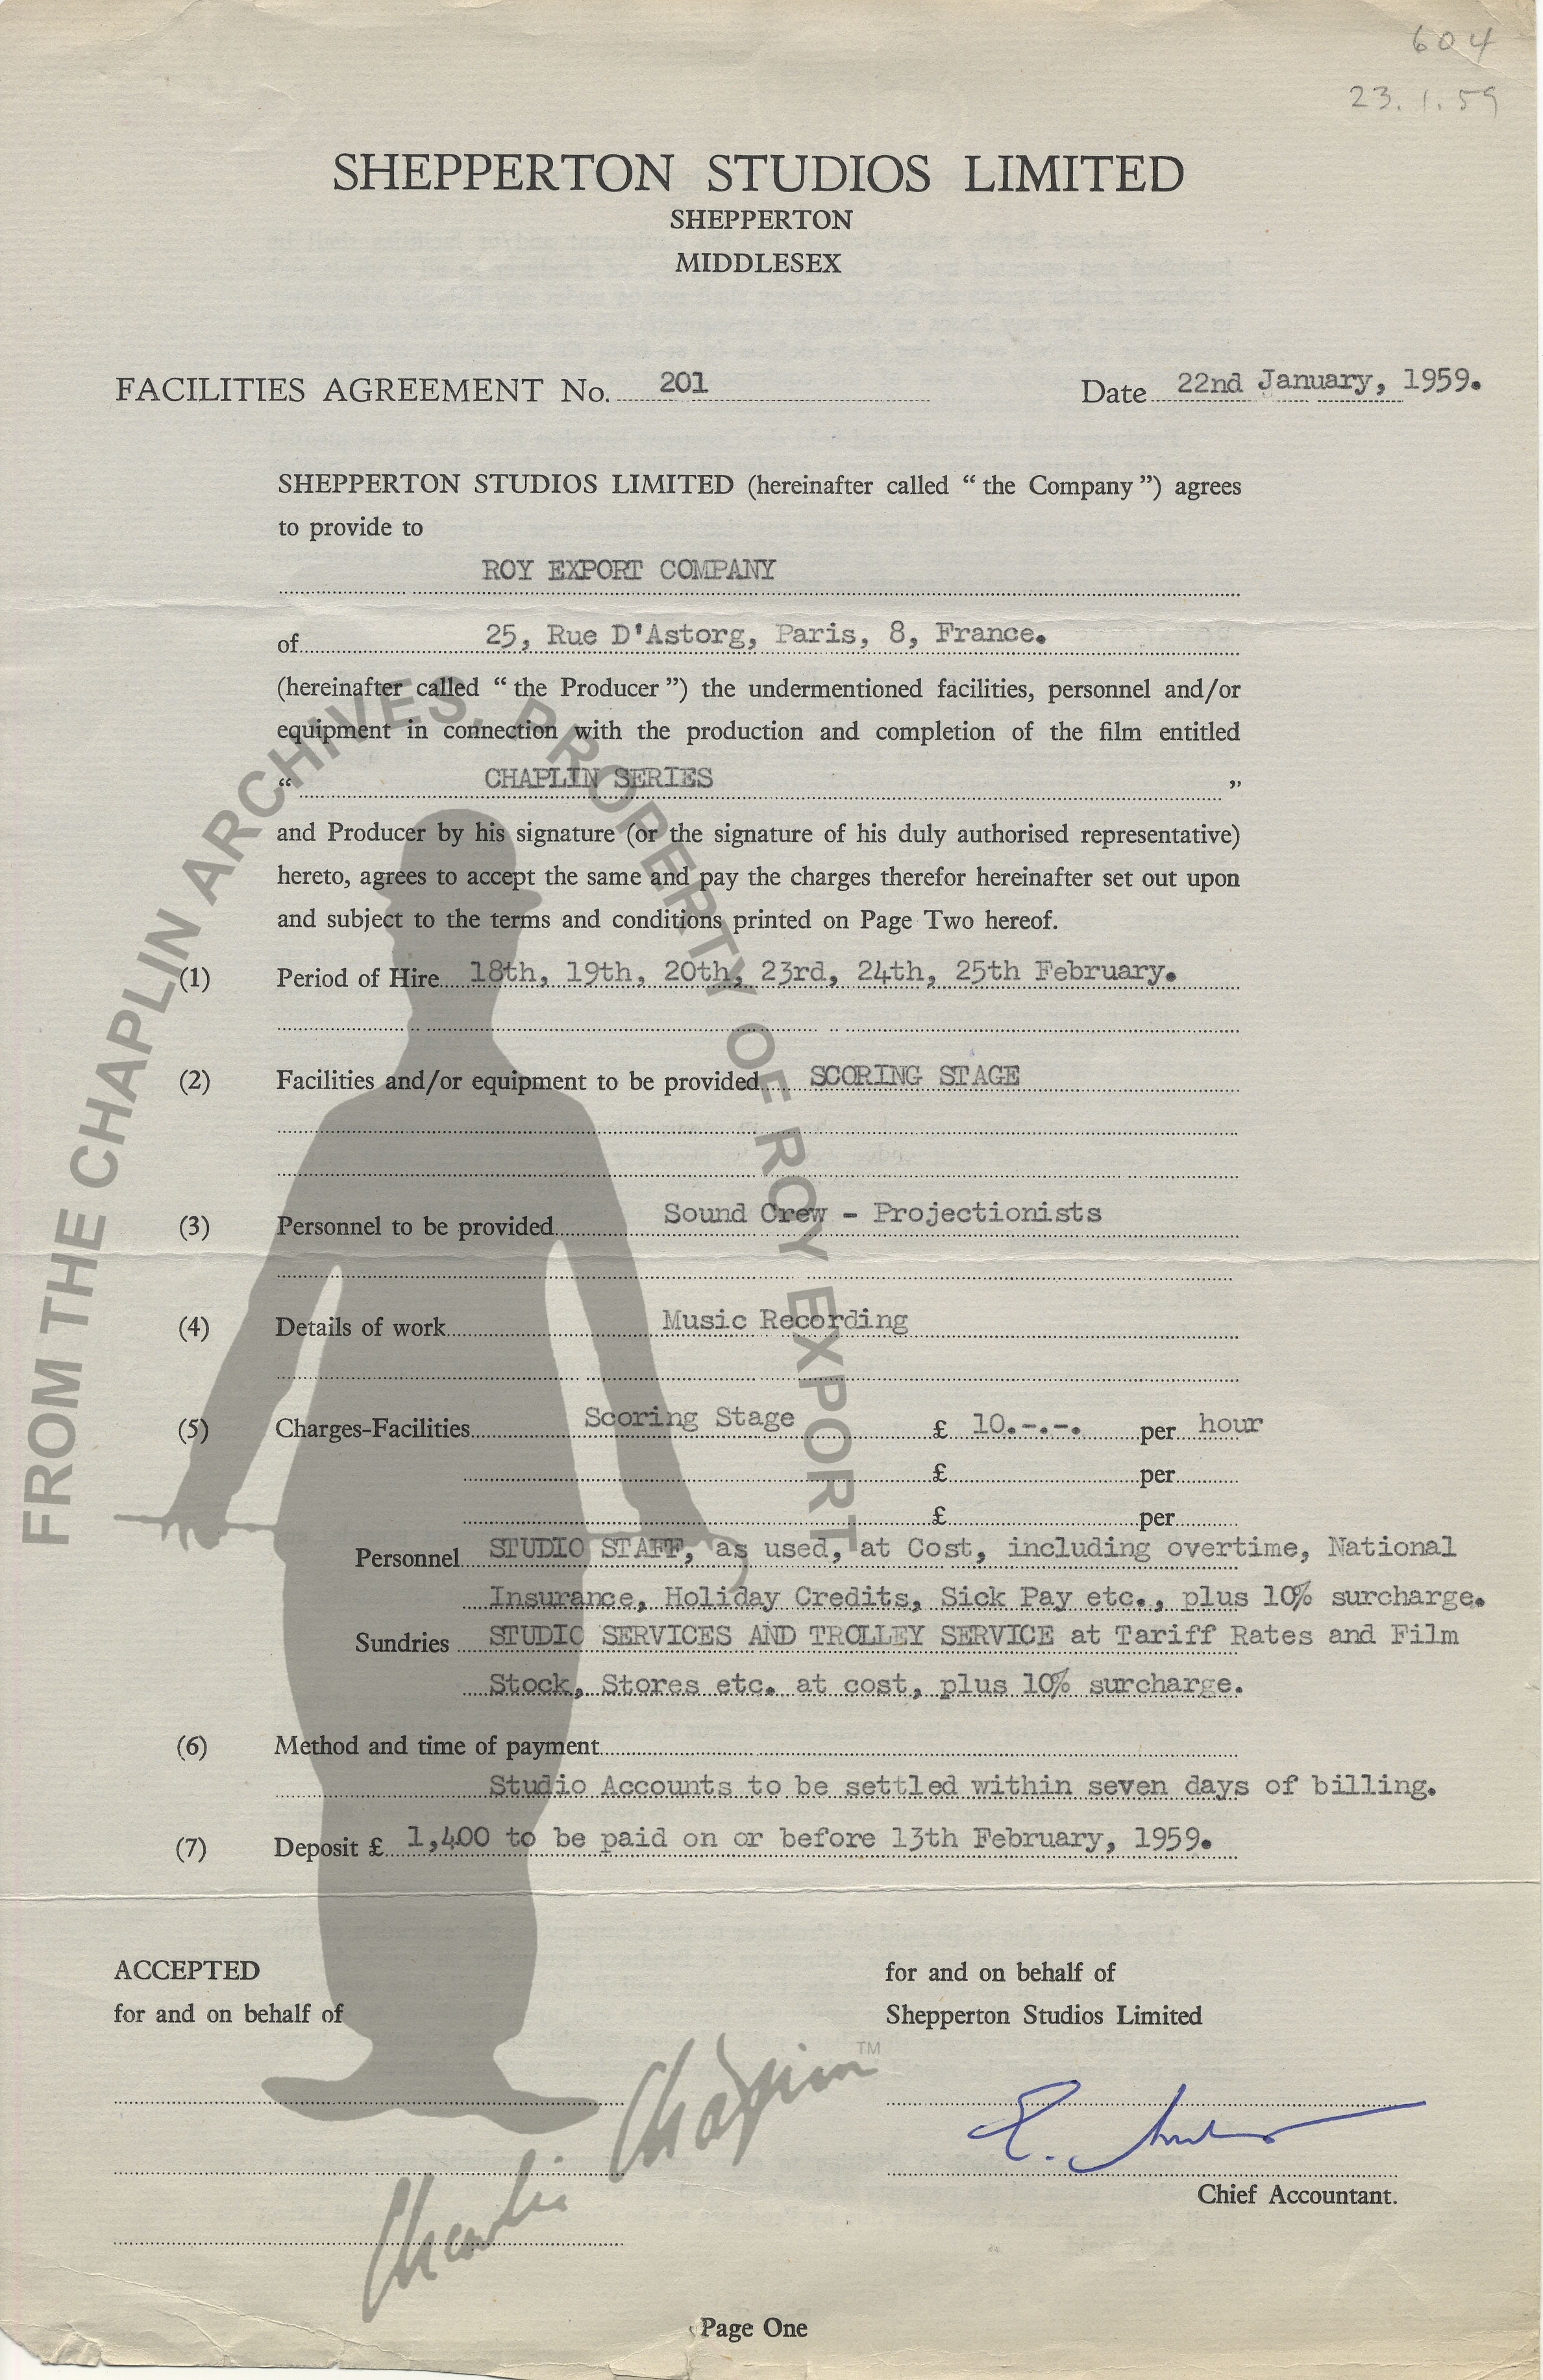 604
23.1.59
SHEPPERTON STUDIOS LIMITED
SHEPPERTON
MIDDLESEX
FACILITIES AGREEMENT No. 201 Date 22nd January, 1959.
SHEPPERTON STUDIOS LIMITED (hereinafter called “ the Company ”) agrees
to provide to
ROY EXPORT COMPANY
of 25, Rue D'Astorg, Paris, 8, France.
(hereinafter called “ the Producer ”) the undermentioned facilities, personnel and/or
equipment in connection with the production and completion of the film entitled
“ CHAPLIN SERIES ”
and Producer by his signature (or the signature of his duly authorised representative)
hereto, agrees to accept the same and pay the charges therefor hereinafter set out upon
and subject to the terms and conditions printed on Page Two hereof.
(1) Period of Hire 18th, 19th, 20th, 23rd, 24th, 25th February.
(2) Facilities and/or equipment to be provided SCORING STAGE
(3) Personnel to be provided Sound Crew - Projectionists
(4) Details of work Music Recording
(5) Charges-Facilities Scoring Stage £ 10.-.-. per hour
£ per
£ per
Personnel STUDIO STAFF, as used, at Cost, including overtime, National
Insurance, Holiday Credits, Sick Pay etc., plus 10% surcharge.
Sundries STUDIO SERVICES AND TROLLEY SERVICE at Tariff Rates and Film
Stock, Stores etc. at cost, plus 10% surcharge.
(6) Method and time of payment
Studio Accounts to be settled within seven days of billing.
(7) Deposit £ 1,400 to be paid on or before 13th February, 1959.
ACCEPTED
for and on behalf of
for and on behalf of
Shepperton Studios Limited
Chief Accountant.
Page One
FROM THE CHAPLIN ARCHIVES. PROPERTY OF ROY EXPORT
Charlie Chaplin TM